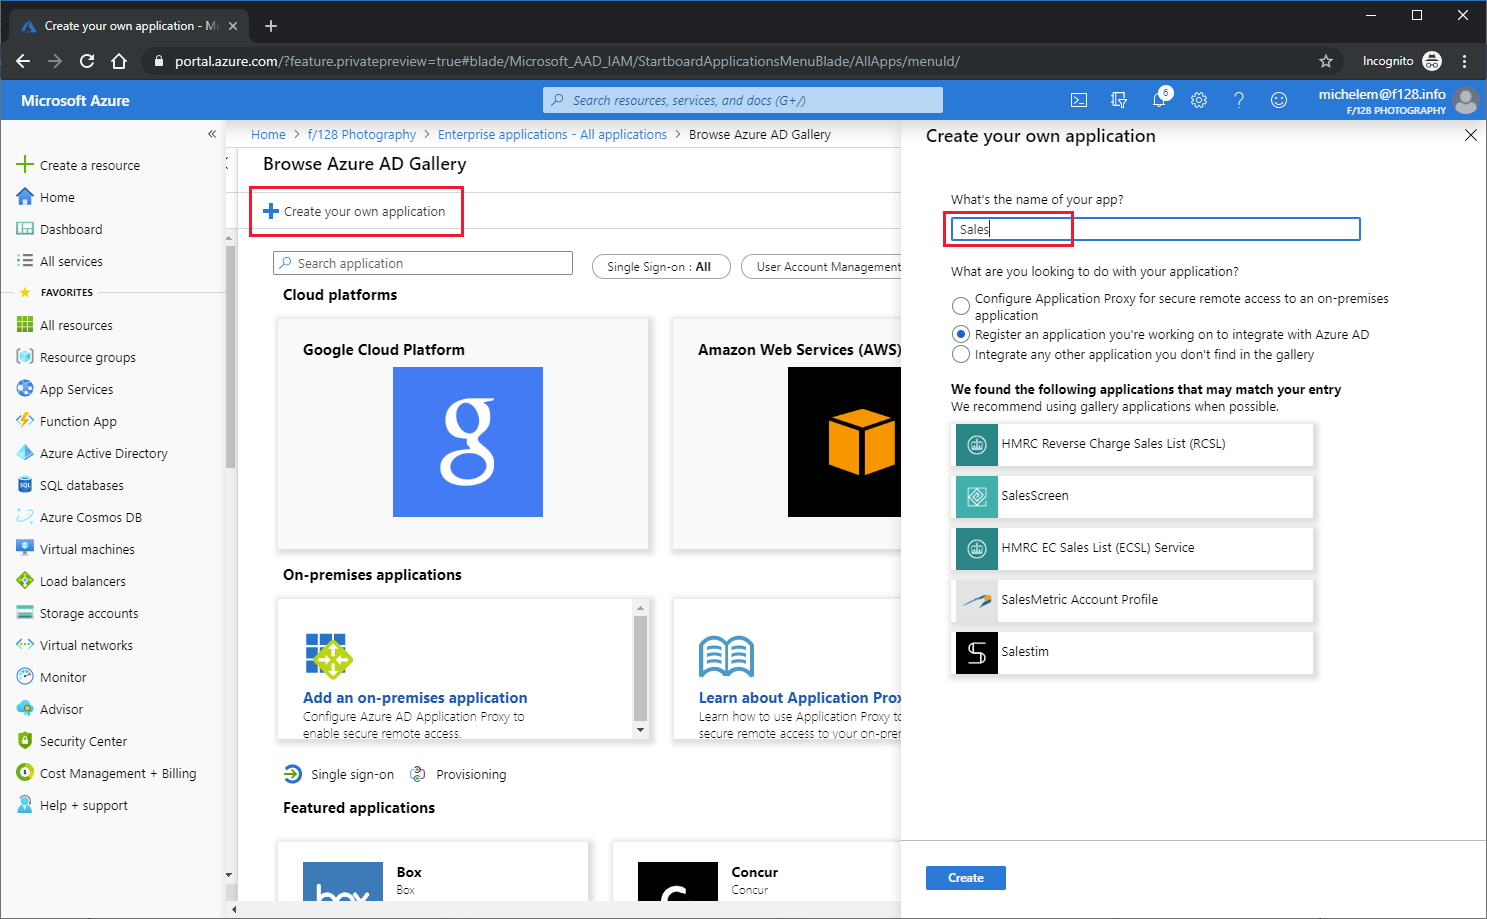 Create your own application - Mi
portal.azure.com/?feature.privatepreview=true#blade/Microsoft_AAD_IAM/StartboardApplicationsMenuBlade/AllApps/menuId/
Incognito
Microsoft Azure
Search resources, services, and docs (G+/)
6
michelem@f128.info
F/128 PHOTOGRAPHY
Create a resource
Home
Dashboard
All services
FAVORITES
All resources
Resource groups
App Services
Function App
Azure Active Directory
SQL databases
Azure Cosmos DB
Virtual machines
Load balancers
Storage accounts
Virtual networks
Monitor
Advisor
Security Center
Cost Management + Billing
Help + support
Home > f/128 Photography > Enterprise applications - All applications > Browse Azure AD Gallery
Browse Azure AD Gallery
Create your own application
Search application
Single Sign-on : All
User Account Management
Cloud platforms
Google Cloud Platform
g
Amazon Web Services (AWS)
On-premises applications
Add an on-premises application
Configure Azure AD Application Proxy to
enable secure remote access.
Learn about Application Prox
Learn how to use Application Proxy to
secure remote access to your on-prem
Single sign-on
Provisioning
Featured applications
box
Box
Box
Concur
Concur
Create your own application
What's the name of your app?
Sales
What are you looking to do with your application?
Configure Application Proxy for secure remote access to an on-premises
application
Register an application you're working on to integrate with Azure AD
Integrate any other application you don't find in the gallery
We found the following applications that may match your entry
We recommend using gallery applications when possible.
HMRC Reverse Charge Sales List (RCSL)
SalesScreen
HMRC EC Sales List (ECSL) Service
SalesMetric Account Profile
Salestim
Create